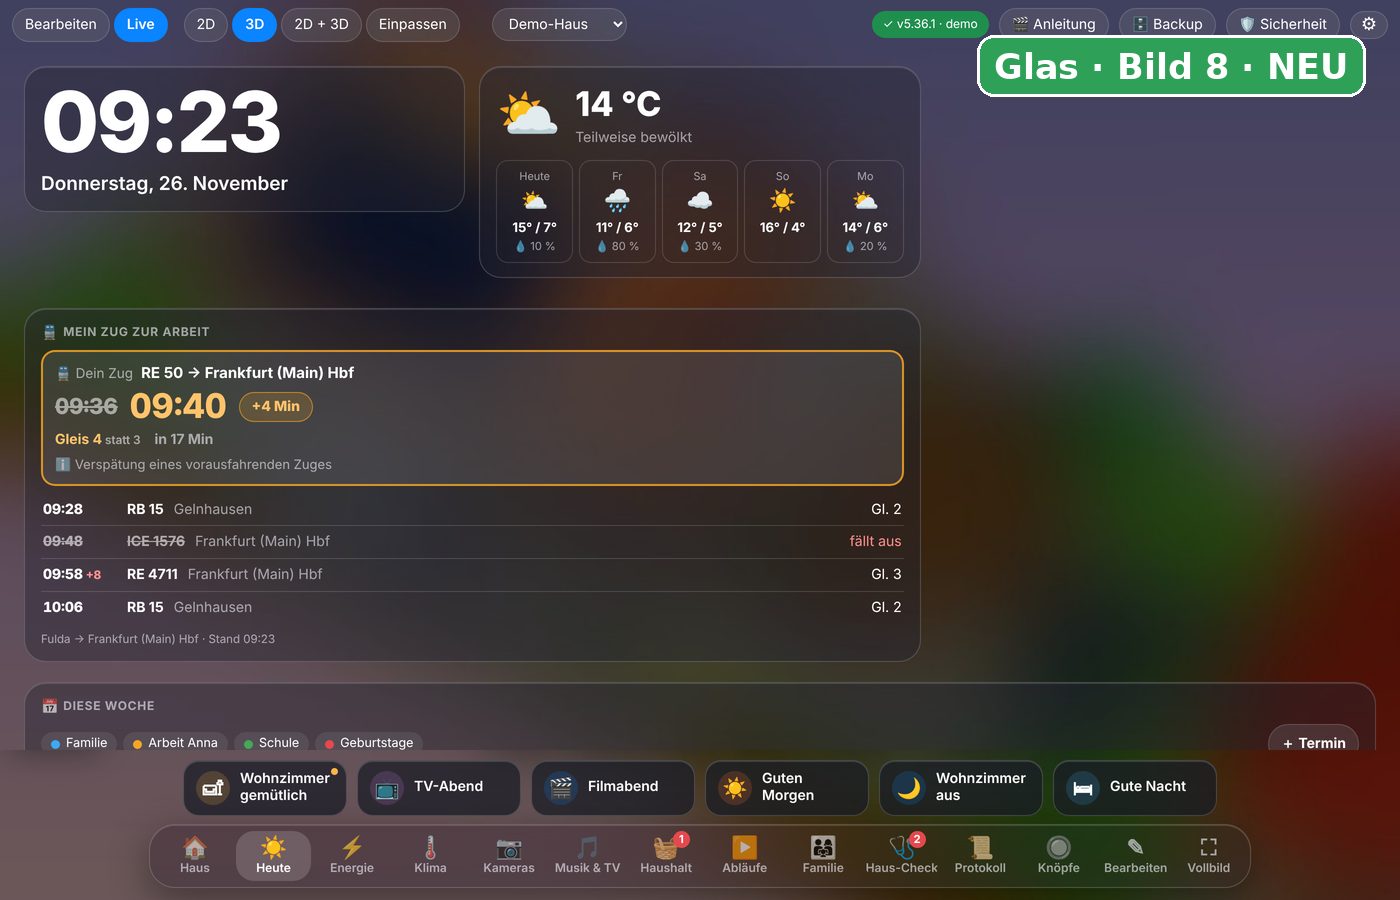 Bearbeiten Live 2D 3D 2D + 3D Einpassen Demo-Haus ✓ v5.36.1 · demo Anleitung Backup Sicherheit
Glas · Bild 8 · NEU
09:23
Donnerstag, 26. November
14 °C
Teilweise bewölkt
Heute Fr Sa So Mo
15° / 7° 11° / 6° 12° / 5° 16° / 4° 14° / 6°
10 % 80 % 30 % 20 %
MEIN ZUG ZUR ARBEIT
Dein Zug RE 50 → Frankfurt (Main) Hbf
09:36 09:40 +4 Min
Gleis 4 statt 3 in 17 Min
Verspätung eines vorausfahrenden Zuges
09:28 RB 15 Gelnhausen Gl. 2
09:48 ICE 1576 Frankfurt (Main) Hbf fällt aus
09:58 +8 RE 4711 Frankfurt (Main) Hbf Gl. 3
10:06 RB 15 Gelnhausen Gl. 2
Fulda → Frankfurt (Main) Hbf · Stand 09:23
DIESE WOCHE
Familie Arbeit Anna Schule Geburtstage + Termin
Wohnzimmer gemütlich
TV-Abend
Filmabend
Guten Morgen
Wohnzimmer aus
Gute Nacht
1 2
Haus Heute Energie Klima Kameras Musik & TV Haushalt Abläufe Familie Haus-Check Protokoll Knöpfe Bearbeiten Vollbild